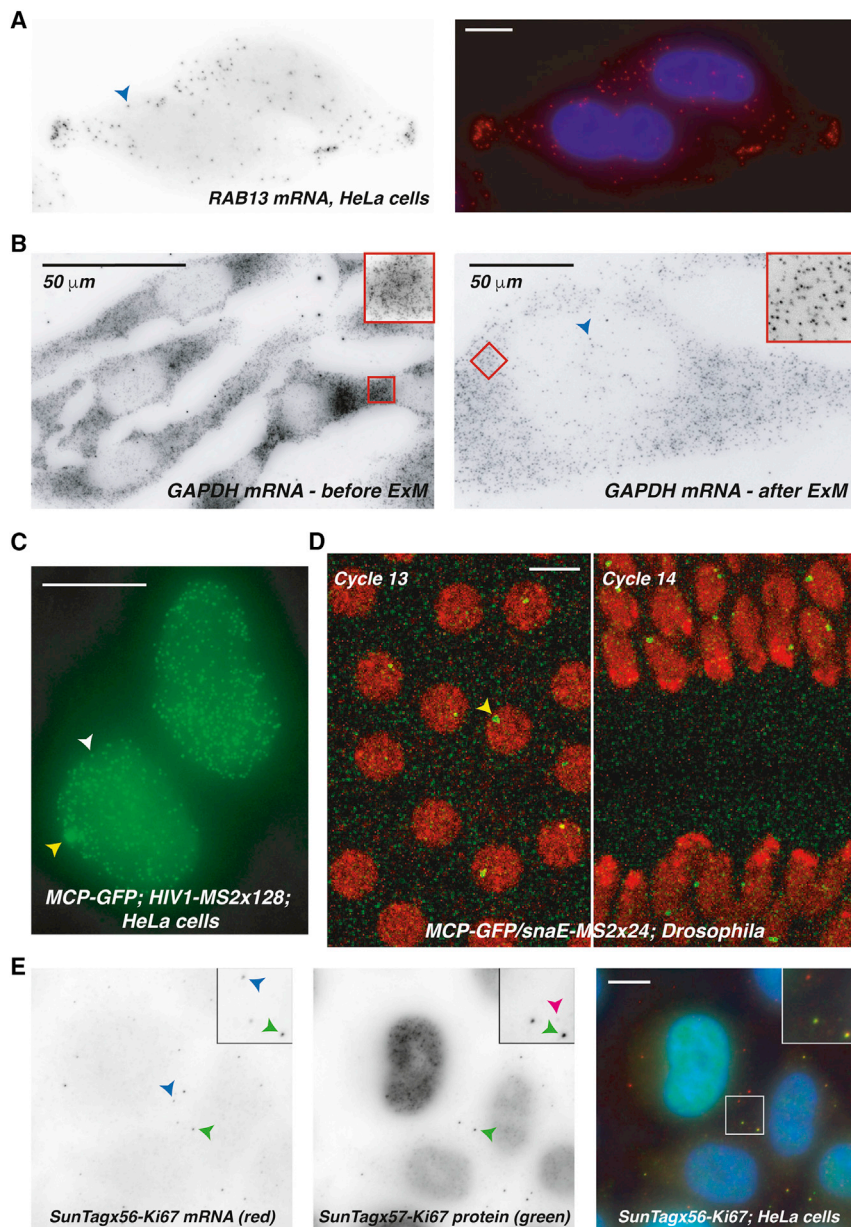 A
RAB13 mRNA, HeLa cells
B
50 μm
50 μm
GAPDH mRNA - before ExM
GAPDH mRNA - after ExM
C
D
Cycle 13
Cycle 14
MCP-GFP; HIV1-MS2x128;
HeLa cells
MCP-GFP/snaE-MS2x24; Drosophila
E
SunTagx56-Ki67 mRNA (red)
SunTagx57-Ki67 protein (green)
SunTagx56-Ki67; HeLa cells